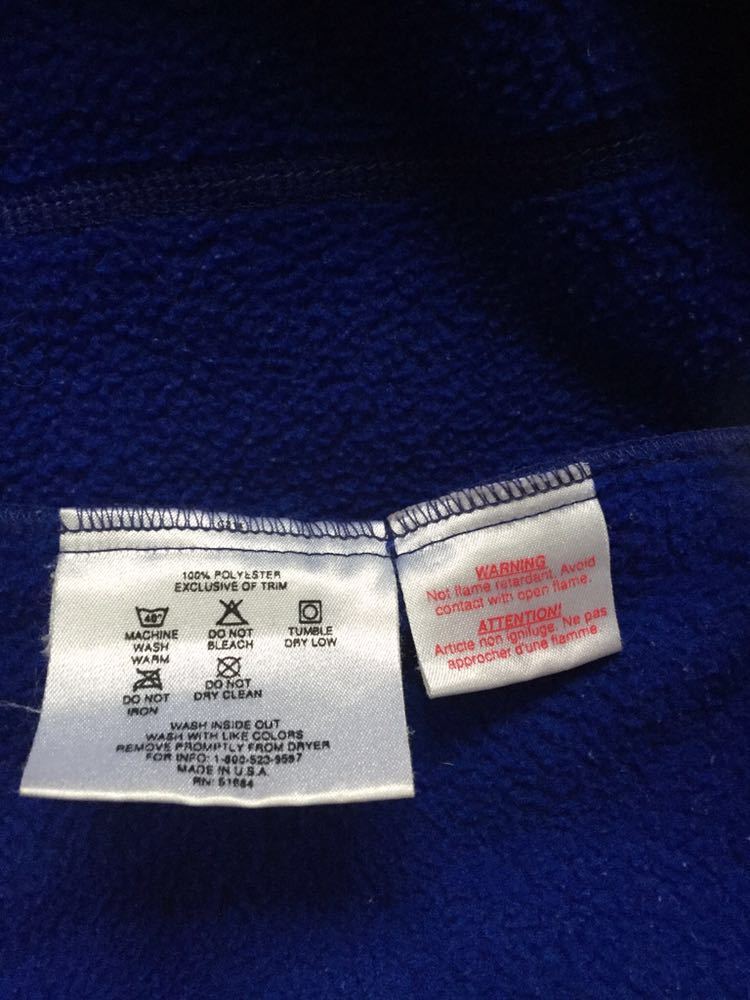 100% POLYESTER
EXCLUSIVE OF TRIM
40°
MACHINE
WASH
WARM
DO NOT
BLEACH
TUMBLE
DRY LOW
DO NOT
IRON
DO NOT
DRY CLEAN
WASH INSIDE OUT
WASH WITH LIKE COLORS
REMOVE PROMPTLY FROM DRYER
FOR INFO: 1-800-523-9597
MADE IN U.S.A.
RN: 51884
WARNING
Not flame retardant. Avoid
contact with open flame.
ATTENTION!
Article non ignifuge. Ne pas
approcher d'une flamme.